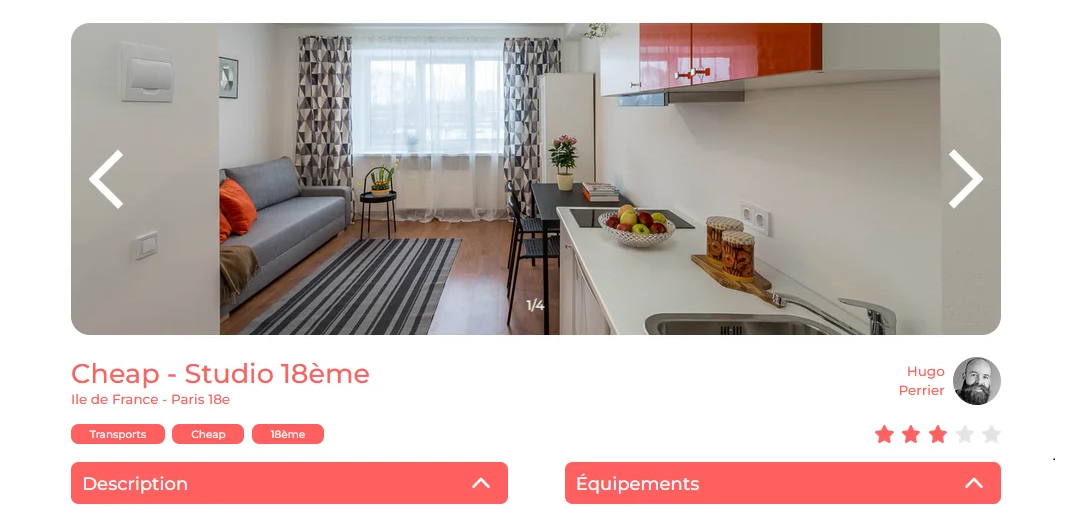 1/4
Cheap - Studio 18ème
Ile de France - Paris 18e
Hugo
Perrier
Transports
Cheap
18ème
Description
Équipements